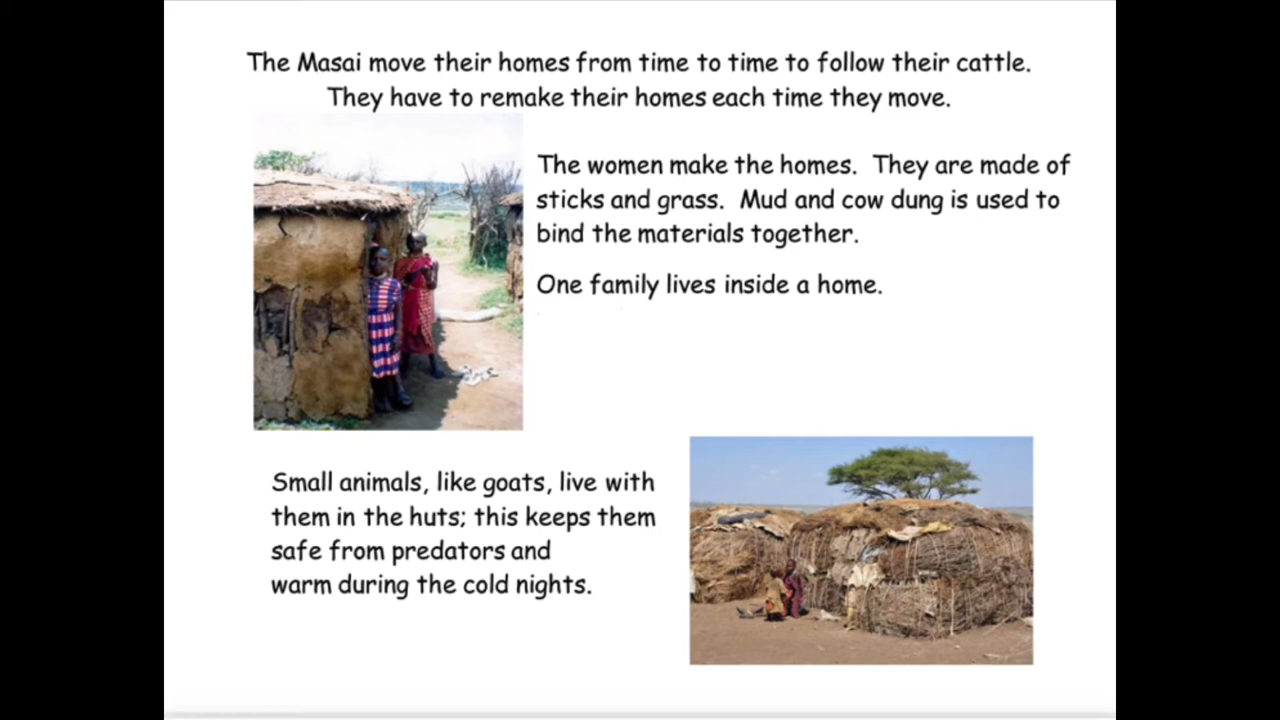 The Masai move their homes from time to time to follow their cattle.
They have to remake their homes each time they move.
The women make the homes. They are made of
sticks and grass. Mud and cow dung is used to
bind the materials together.
One family lives inside a home.
Small animals, like goats, live with
them in the huts; this keeps them
safe from predators and
warm during the cold nights.